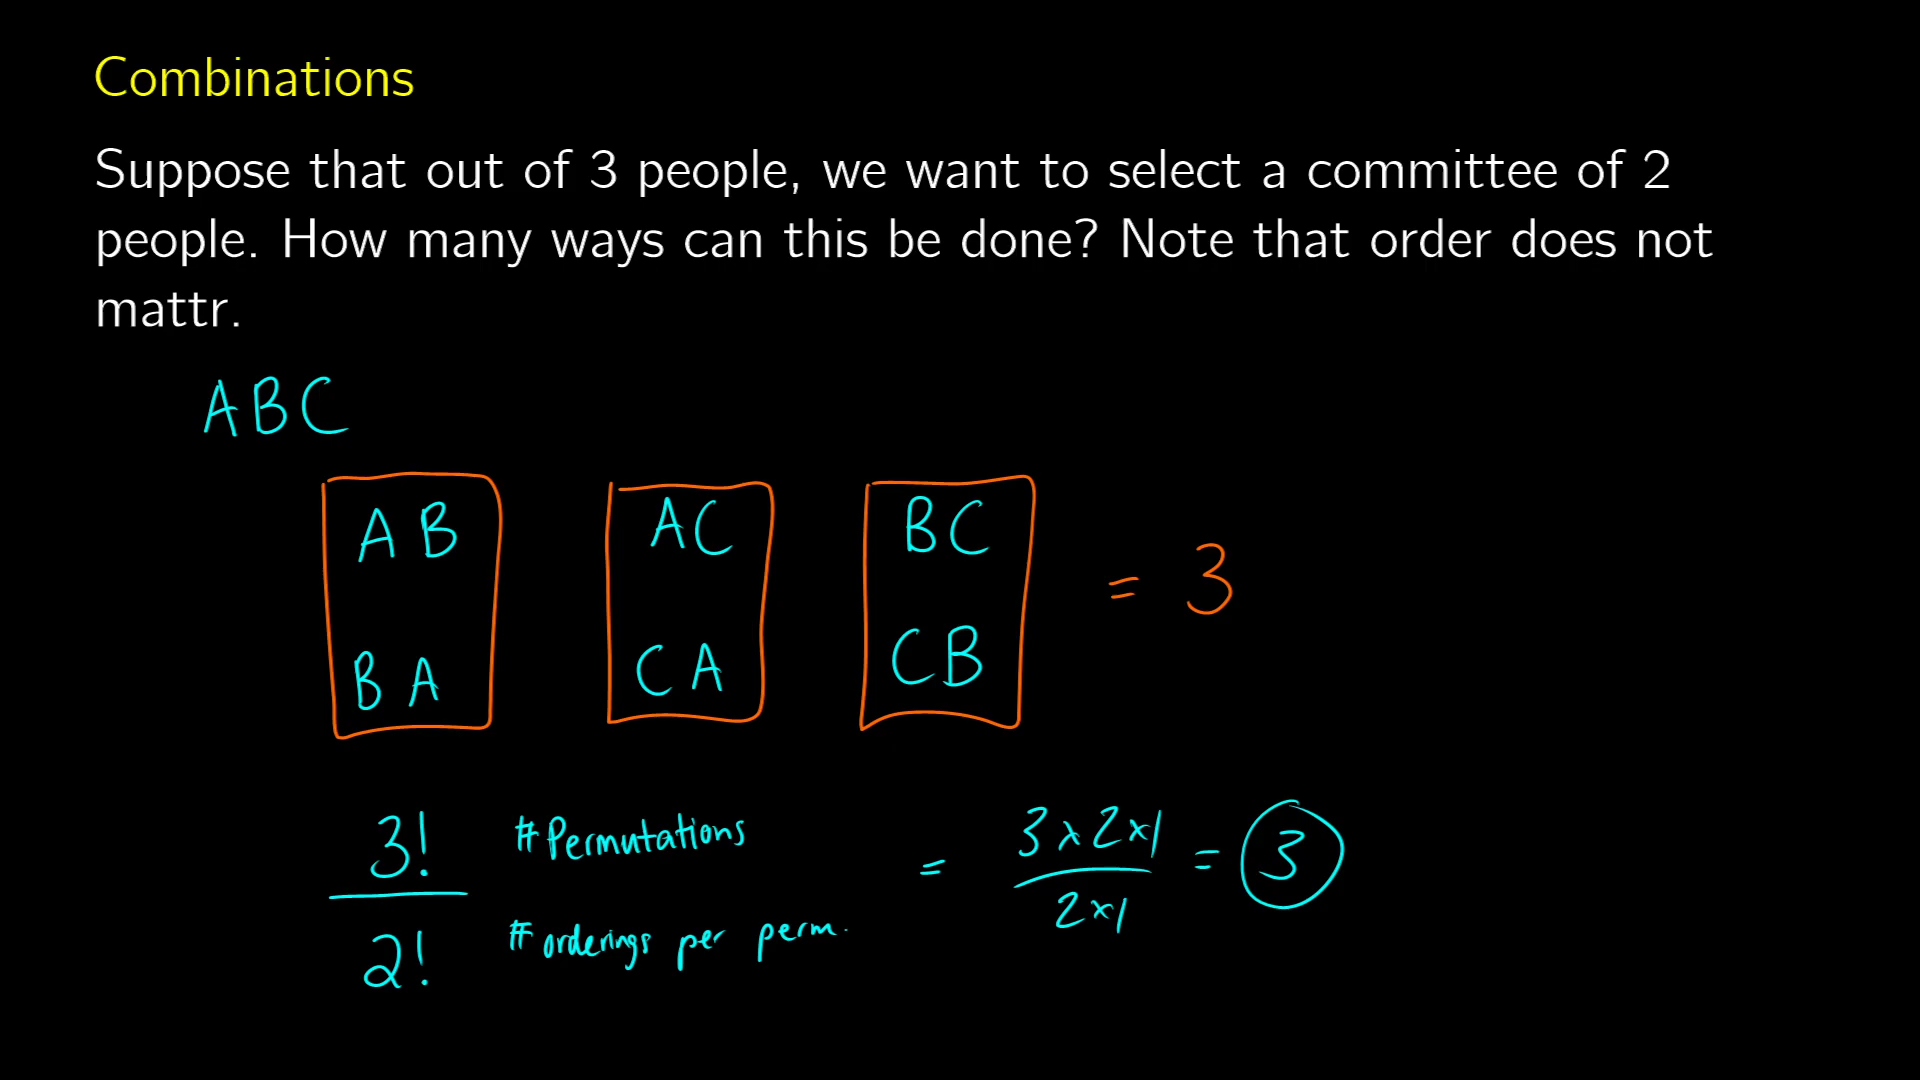 Combinations
Suppose that out of 3 people, we want to select a committee of 2
people. How many ways can this be done? Note that order does not
mattr.
ABC
AB AC BC
= 3
BA CA CB
3! #Permutations = 3x2x1 = 3
2! #orderings per perm. 2x1